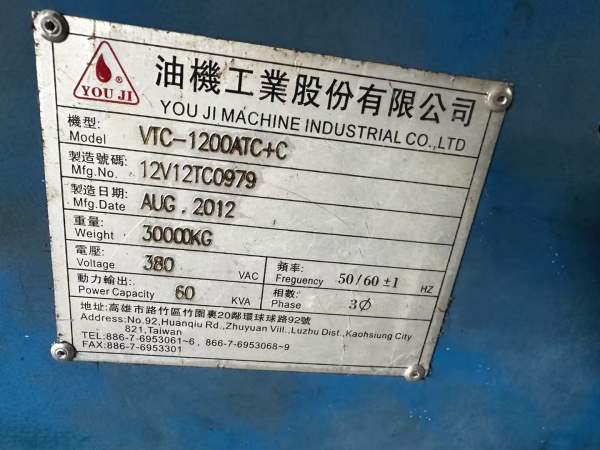 YOU JI ®
油機工業股份有限公司
YOU JI MACHINE INDUSTRIAL CO.,LTD
機型:
Model VTC-1200ATC+C
製造號碼:
Mfg.No. 12V12TC0979
製造日期:
Mfg.Date AUG . 2012
重量:
Weight 30000KG
電壓:
Voltage 380 VAC
頻率:
Freguency 50/60 ±1 HZ
動力輸出:
Power Capacity 60 KVA
相數:
Phase 3Ø
地址:高雄市路竹區竹園裏20鄰環球球路92號
Address:No.92,Huanqiu Rd.,Zhuyuan Vill.,Luzhu Dist.,Kaohsiung City
821,Taiwan
TEL:886-7-6953061~6 , 866-7-6953068~9
FAX:886-7-6953301